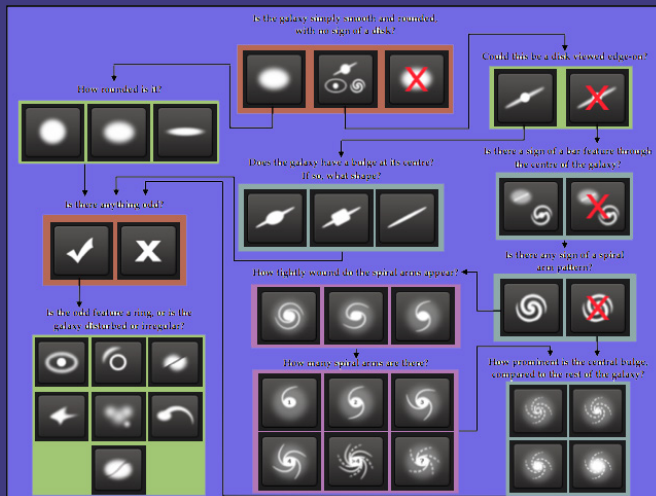 Is the galaxy simply smooth and rounded,
with no sign of a disk?
Could this be a disk viewed edge-on?
How rounded is it?
Is there a sign of a bar feature through
the centre of the galaxy?
Does the galaxy have a bulge at its centre?
If so, what shape?
Is there anything odd?
Is there any sign of a spiral
arm pattern?
How tightly wound do the spiral arms appear?
Is the odd feature a ring, or is the
galaxy disturbed or irregular?
How many spiral arms are there?
How prominent is the central bulge,
compared to the rest of the galaxy?
1
2
3
4
?